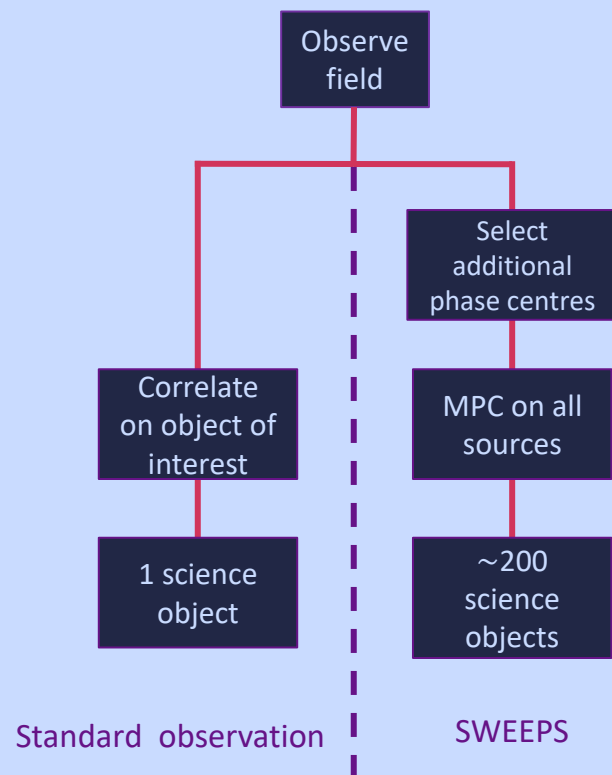 Observe
field
Select
additional
phase centres
Correlate
on object of
interest
MPC on all
sources
1 science
object
~200
science
objects
Standard observation
SWEEPS